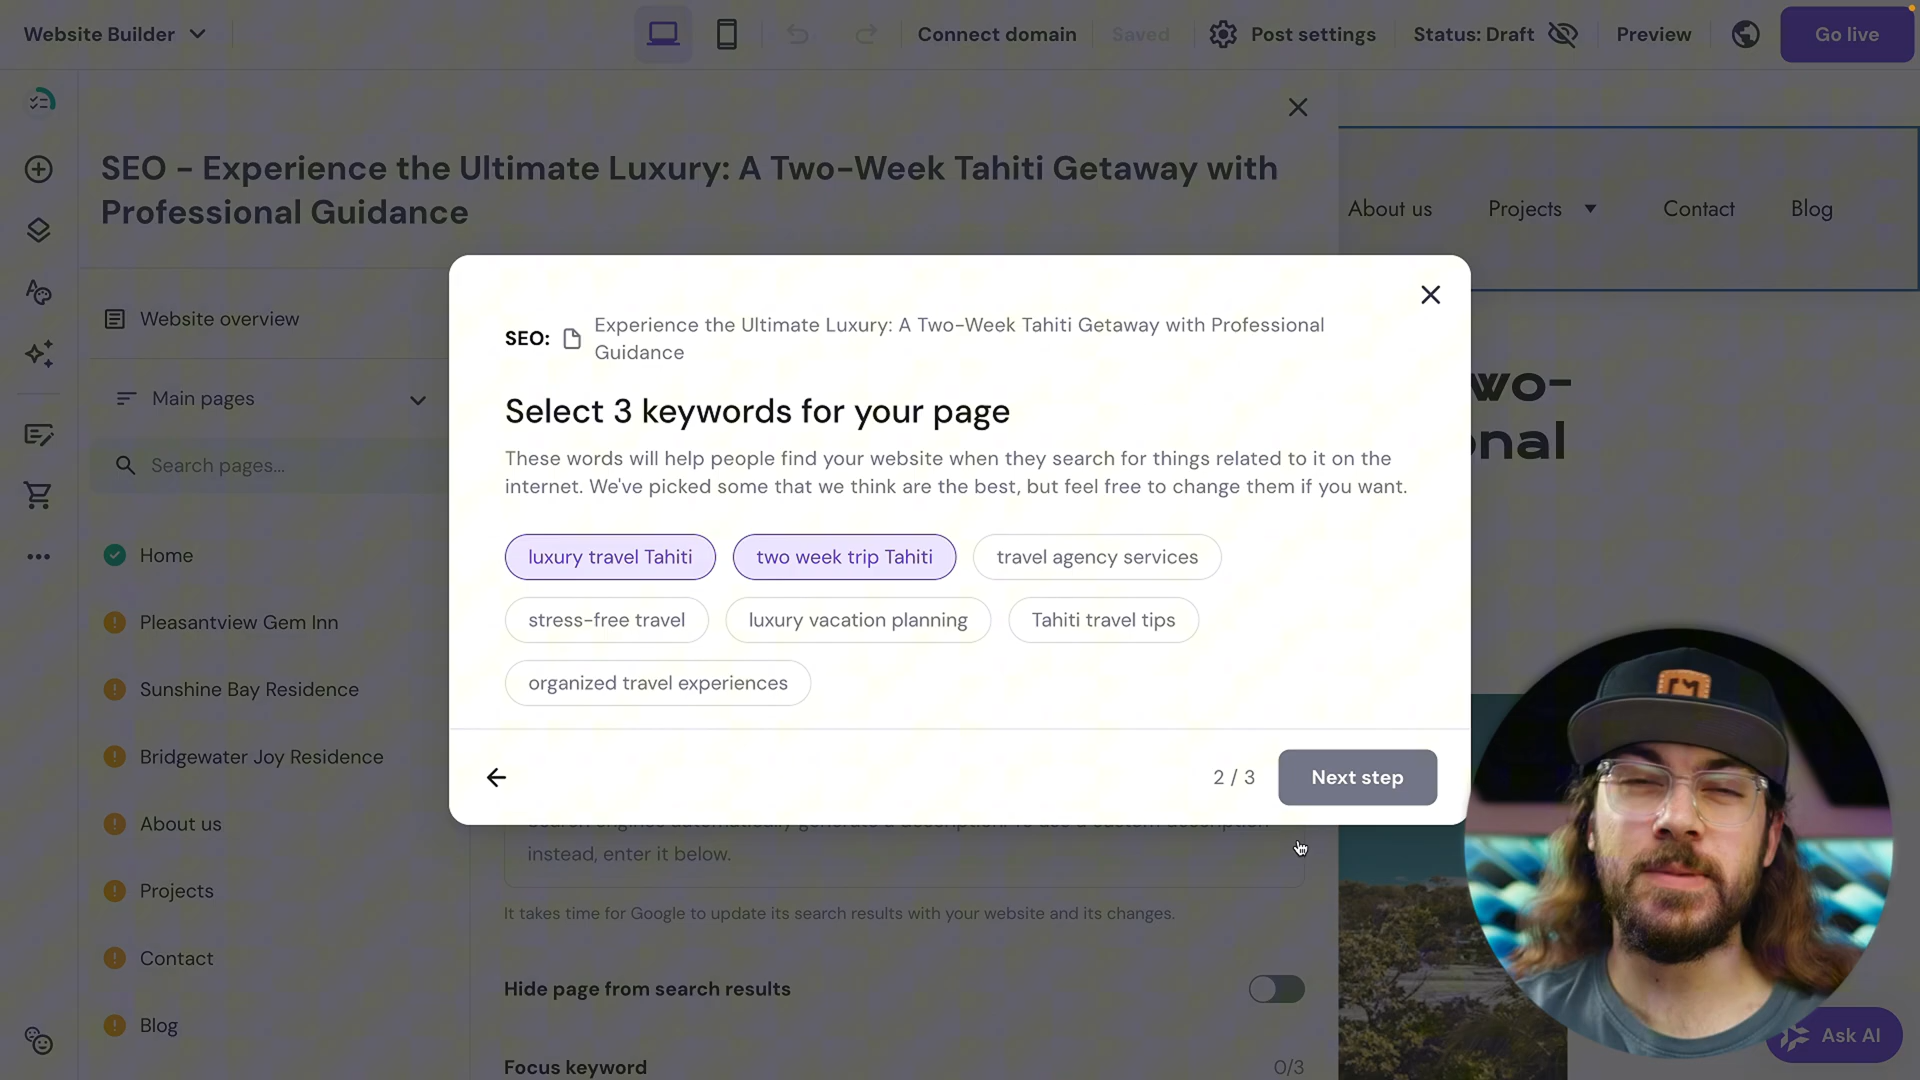 Website Builder
Connect domain
Saved
Post settings
Status: Draft
Preview
Go live
SEO - Experience the Ultimate Luxury: A Two-Week Tahiti Getaway with
Professional Guidance
About us
Projects
Contact
Blog
Website overview
Main pages
Search pages...
Home
Pleasantview Gem Inn
Sunshine Bay Residence
Bridgewater Joy Residence
About us
Projects
Contact
Blog
SEO:
Experience the Ultimate Luxury: A Two-Week Tahiti Getaway with Professional
Guidance
Select 3 keywords for your page
These words will help people find your website when they search for things related to it on the
internet. We've picked some that we think are the best, but feel free to change them if you want.
luxury travel Tahiti
two week trip Tahiti
travel agency services
stress-free travel
luxury vacation planning
Tahiti travel tips
organized travel experiences
2 / 3
Next step
instead, enter it below.
It takes time for Google to update its search results with your website and its changes.
Hide page from search results
Focus keyword
0/3
Ask AI